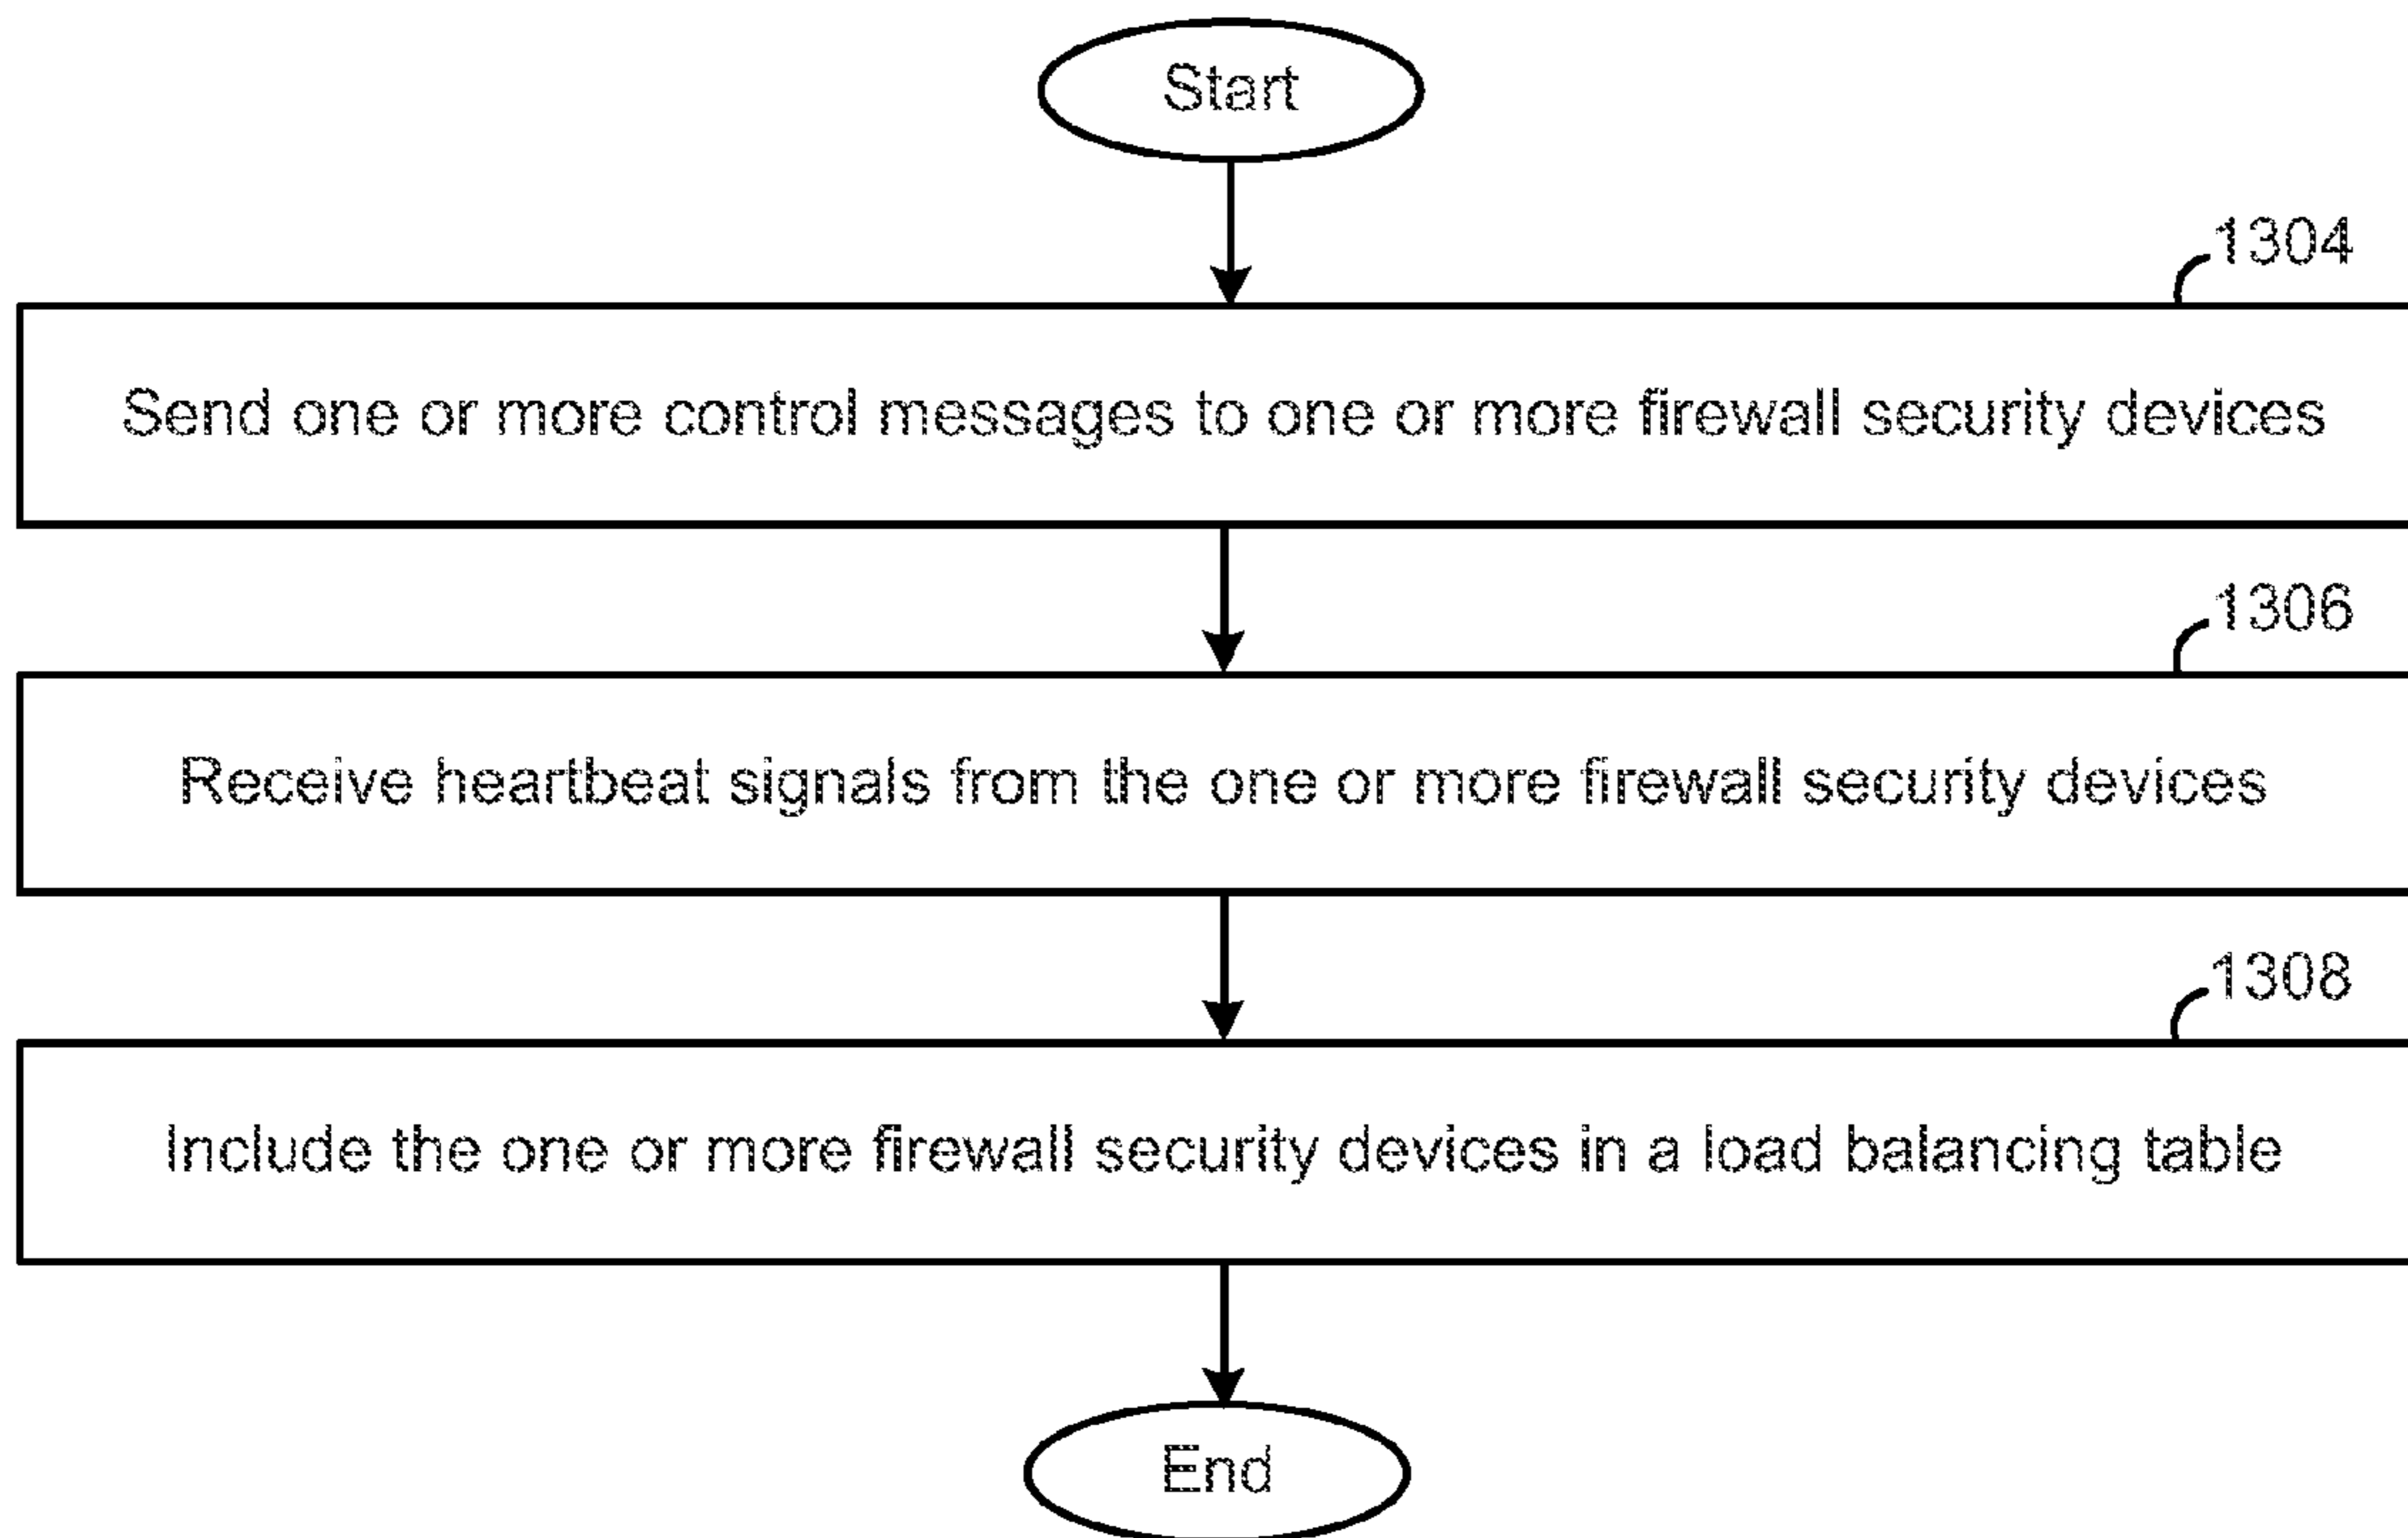 Start
1304
Send one or more control messages to one or more firewall security devices
1306
Receive heartbeat signals from the one or more firewall security devices
1308
Include the one or more firewall security devices in a load balancing table
End